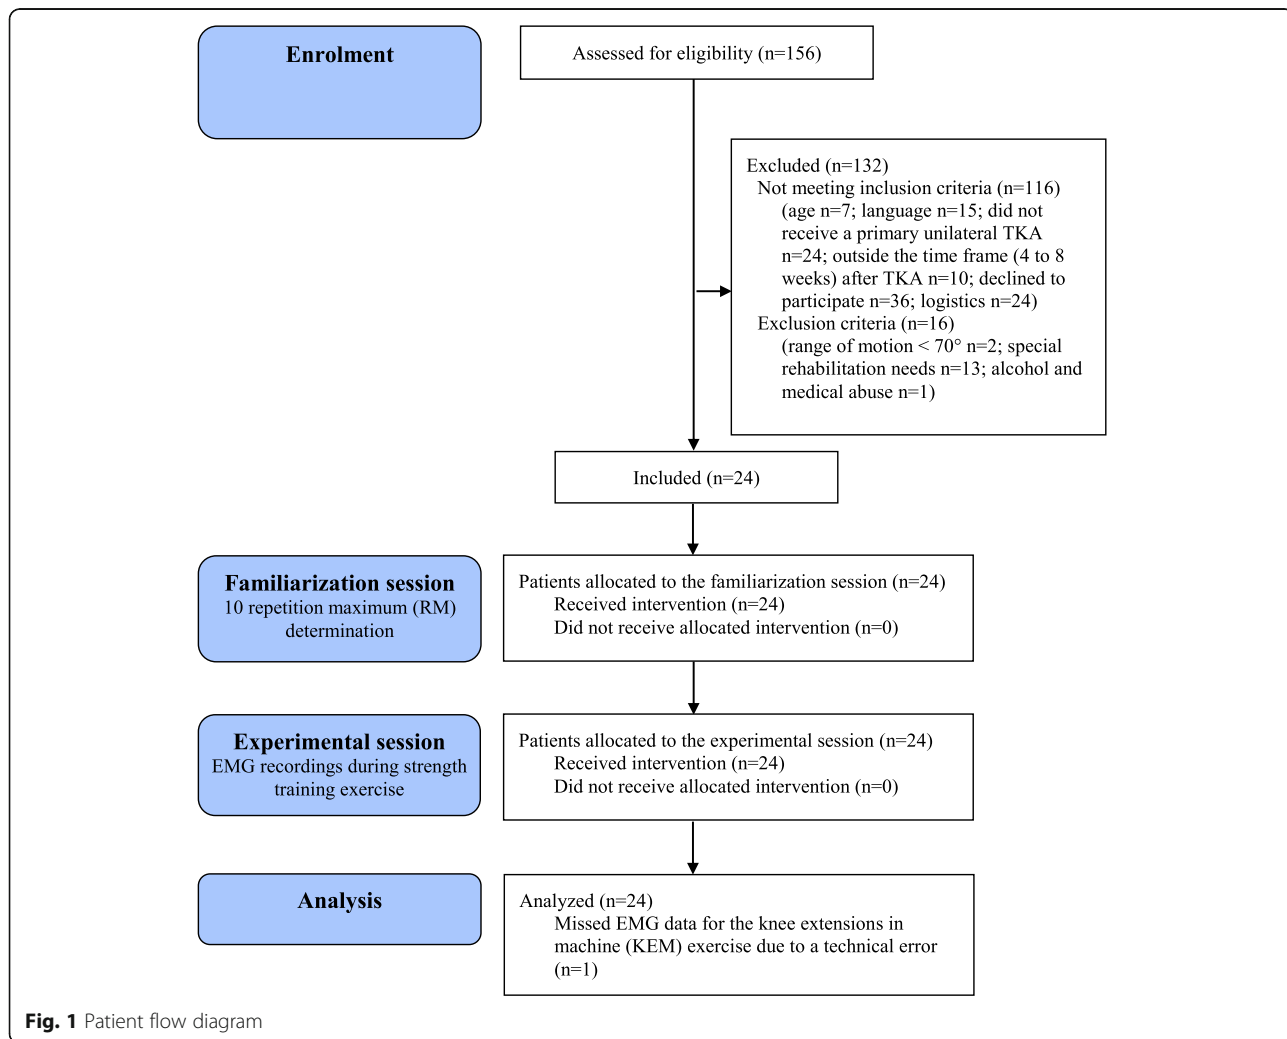 Enrolment
Assessed for eligibility (n=156)
Excluded (n=132)
Not meeting inclusion criteria (n=116)
(age n=7; language n=15; did not
receive a primary unilateral TKA
n=24; outside the time frame (4 to 8
weeks) after TKA n=10; declined to
participate n=36; logistics n=24)
Exclusion criteria (n=16)
(range of motion < 70° n=2; special
rehabilitation needs n=13; alcohol and
medical abuse n=1)
Included (n=24)
Familiarization session
10 repetition maximum (RM)
determination
Patients allocated to the familiarization session (n=24)
Received intervention (n=24)
Did not receive allocated intervention (n=0)
Experimental session
EMG recordings during strength
training exercise
Patients allocated to the experimental session (n=24)
Received intervention (n=24)
Did not receive allocated intervention (n=0)
Analysis
Analyzed (n=24)
Missed EMG data for the knee extensions in
machine (KEM) exercise due to a technical error
(n=1)
Fig. 1 Patient flow diagram